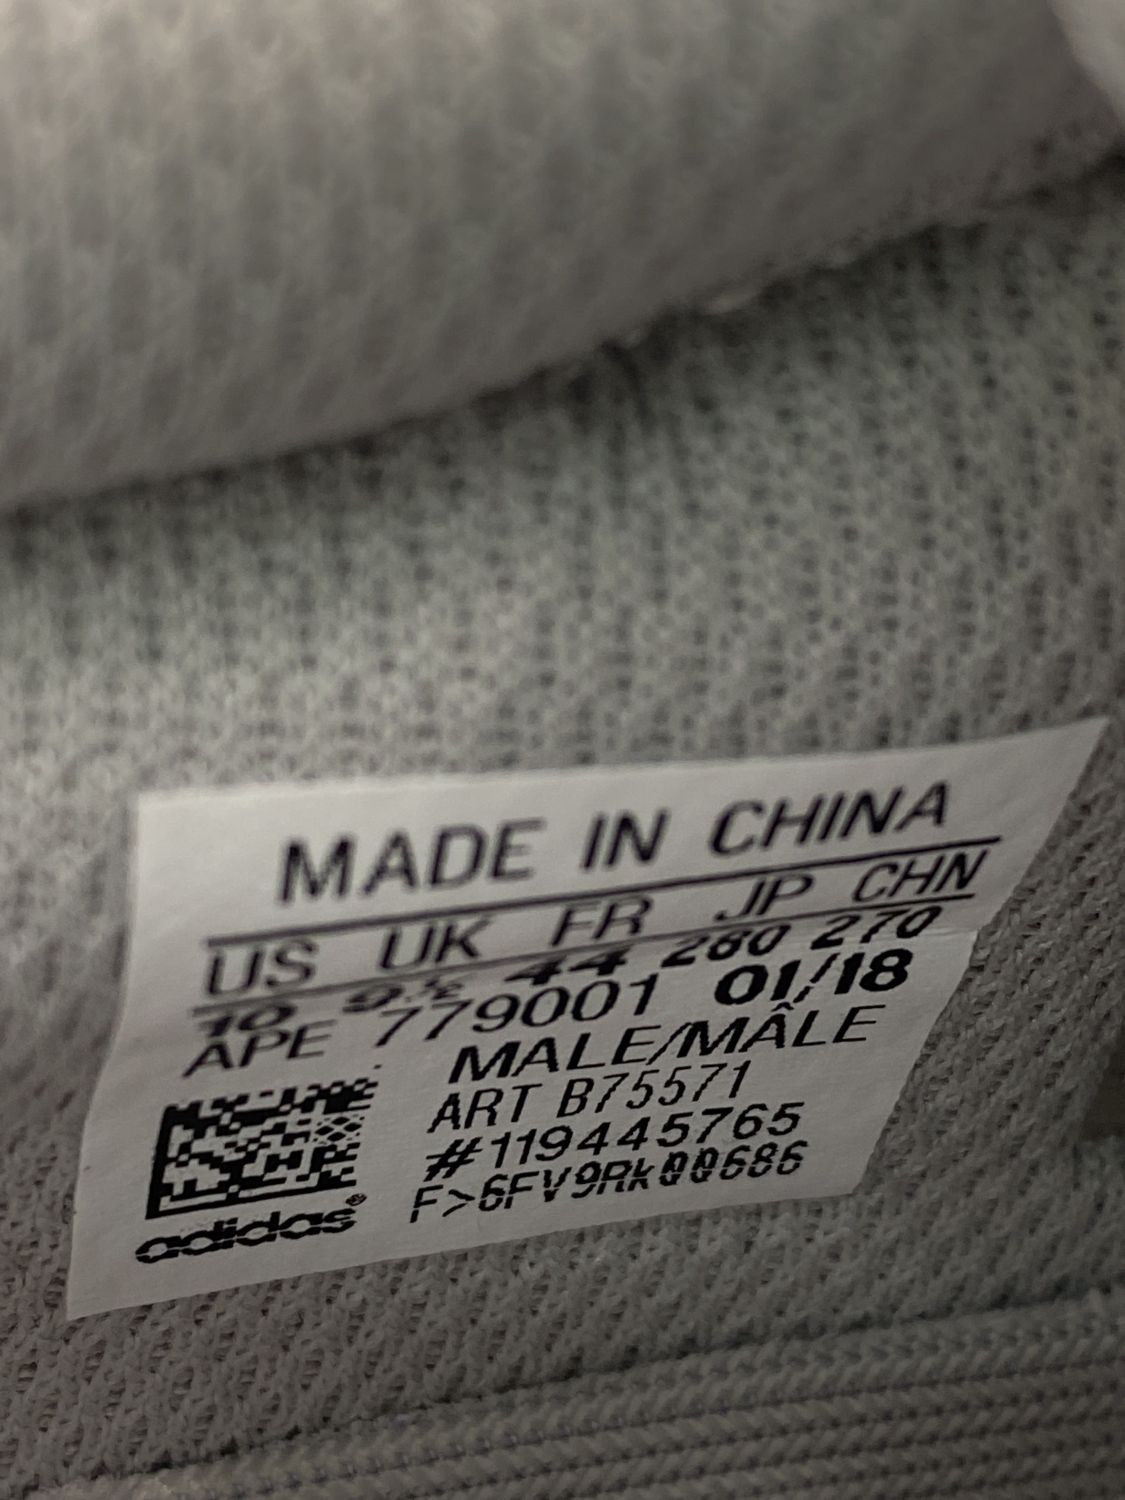 MADE IN CHINA
US UK FR JP CHN
10 9½ 44 280 270
APE 779001 01/18
MALE/MÂLE
ART B75571
#119445765
F>6FV9Rk00686
adidas®